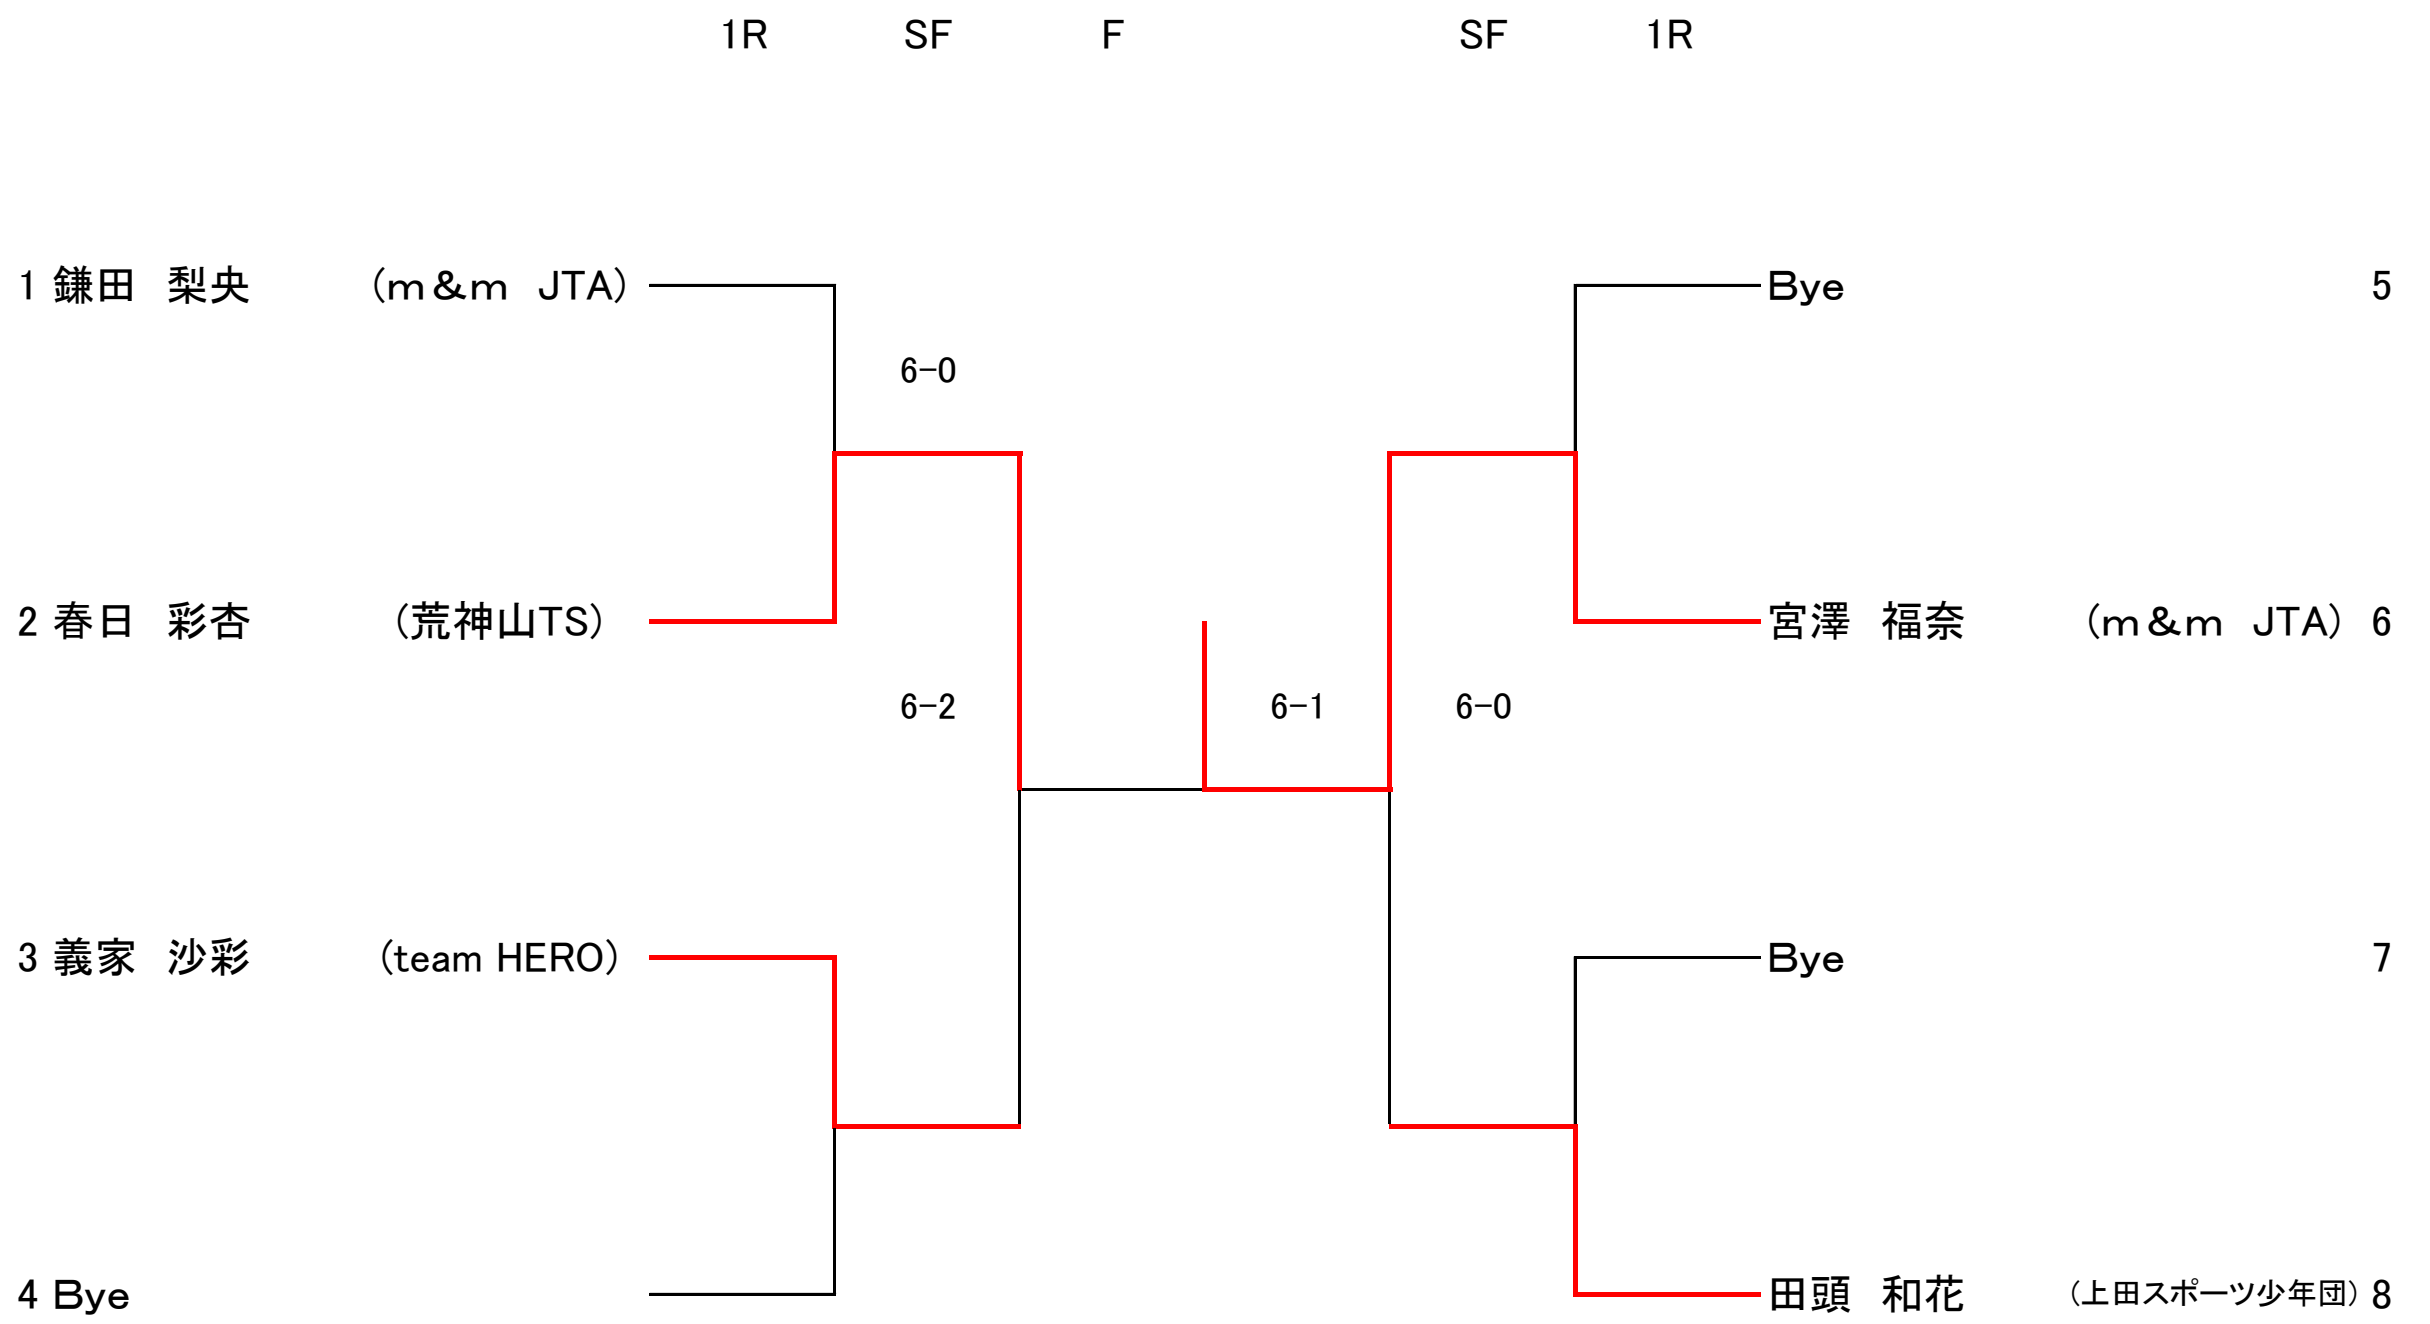 1R SF F SF 1R
1 鎌田 梨央 (m&m JTA) Bye 5
6-0
2 春日 彩杏 (荒神山TS) 宮澤 福奈 (m&m JTA) 6
6-2 6-1 6-0
3 義家 沙彩 (team HERO) Bye 7
4 Bye 田頭 和花 (上田スポーツ少年団) 8